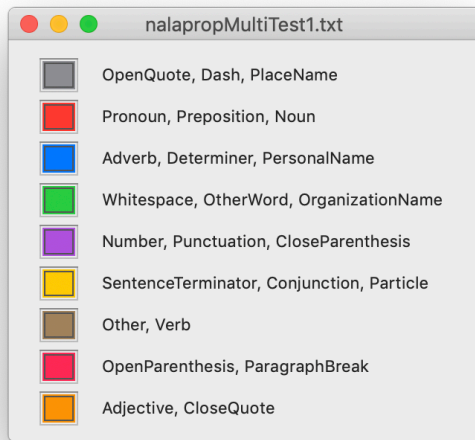 nalapropMultiTest1.txt
OpenQuote, Dash, PlaceName
Pronoun, Preposition, Noun
Adverb, Determiner, PersonalName
Whitespace, OtherWord, OrganizationName
Number, Punctuation, CloseParenthesis
SentenceTerminator, Conjunction, Particle
Other, Verb
OpenParenthesis, ParagraphBreak
Adjective, CloseQuote